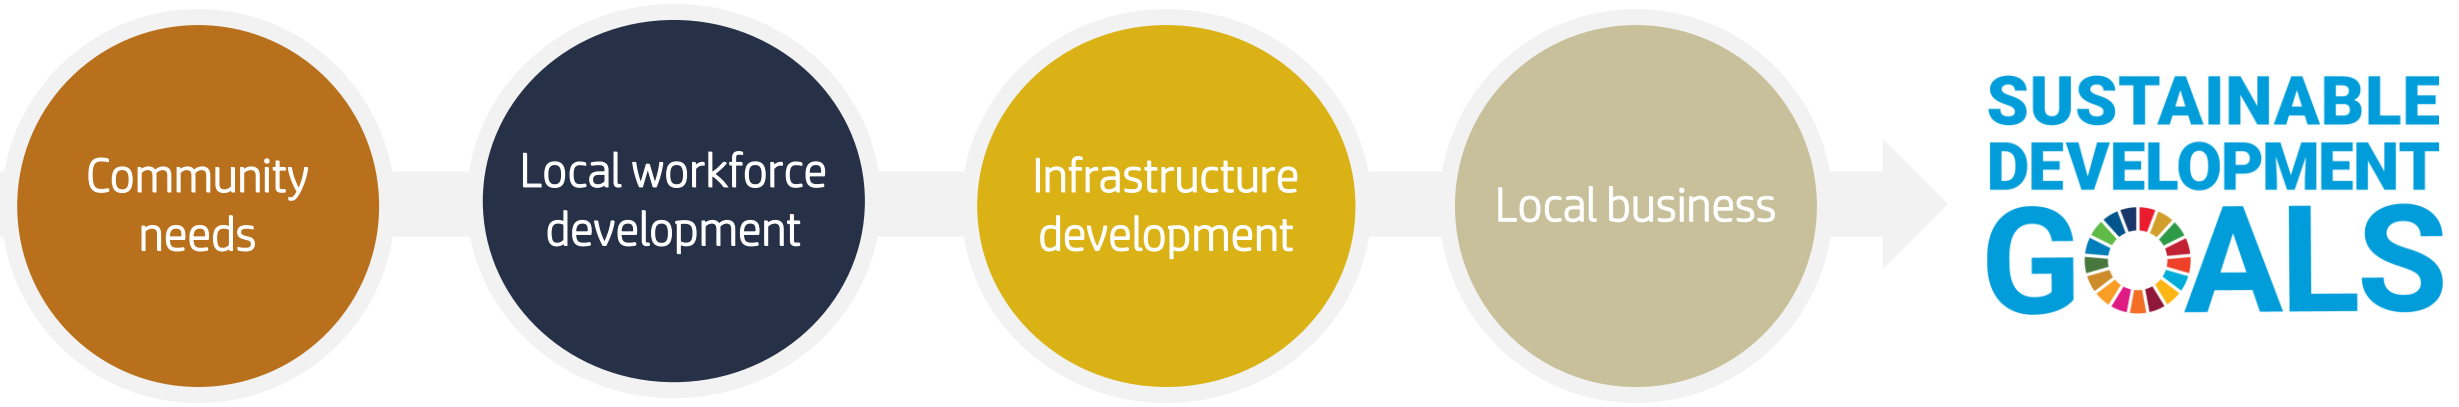 Community
needs
Local workforce
development
Infrastructure
development
Local business
SUSTAINABLE
DEVELOPMENT
GOALS